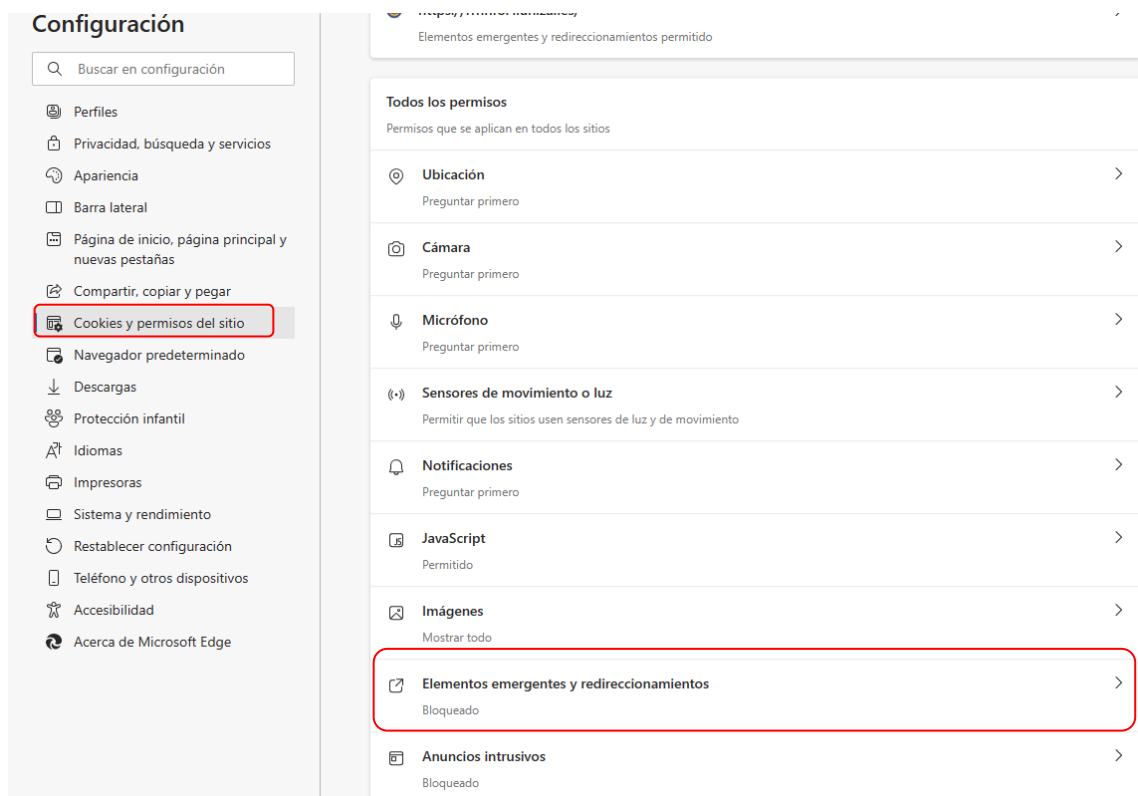 Configuración
Buscar en configuración
Perfiles
Privacidad, búsqueda y servicios
Apariencia
Barra lateral
Página de inicio, página principal y
nuevas pestañas
Compartir, copiar y pegar
Cookies y permisos del sitio
Navegador predeterminado
Descargas
Protección infantil
Idiomas
Impresoras
Sistema y rendimiento
Restablecer configuración
Teléfono y otros dispositivos
Accesibilidad
Acerca de Microsoft Edge
Elementos emergentes y redireccionamientos permitido
Todos los permisos
Permisos que se aplican en todos los sitios
Ubicación
Preguntar primero
Cámara
Preguntar primero
Micrófono
Preguntar primero
Sensores de movimiento o luz
Permitir que los sitios usen sensores de luz y de movimiento
Notificaciones
Preguntar primero
JavaScript
Permitido
Imágenes
Mostrar todo
Elementos emergentes y redireccionamientos
Bloqueado
Anuncios intrusivos
Bloqueado